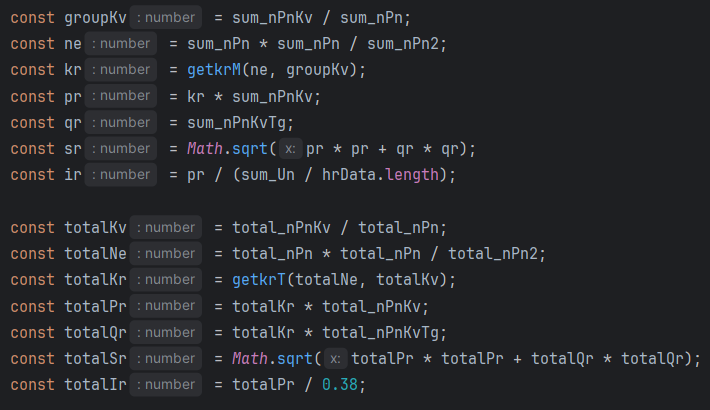 const groupKv : number = sum_nPnKv / sum_nPn;
const ne : number = sum_nPn * sum_nPn / sum_nPn2;
const kr : number = getkrM(ne, groupKv);
const pr : number = kr * sum_nPnKv;
const qr : number = sum_nPnKvTg;
const sr : number = Math.sqrt( x: pr * pr + qr * qr);
const ir : number = pr / (sum_Un / hrData.length);
const totalKv : number = total_nPnKv / total_nPn;
const totalNe : number = total_nPn * total_nPn / total_nPn2;
const totalKr : number = getkrT(totalNe, totalKv);
const totalPr : number = totalKr * total_nPnKv;
const totalQr : number = totalKr * total_nPnKvTg;
const totalSr : number = Math.sqrt( x: totalPr * totalPr + totalQr * totalQr);
const totalIr : number = totalPr / 0.38;